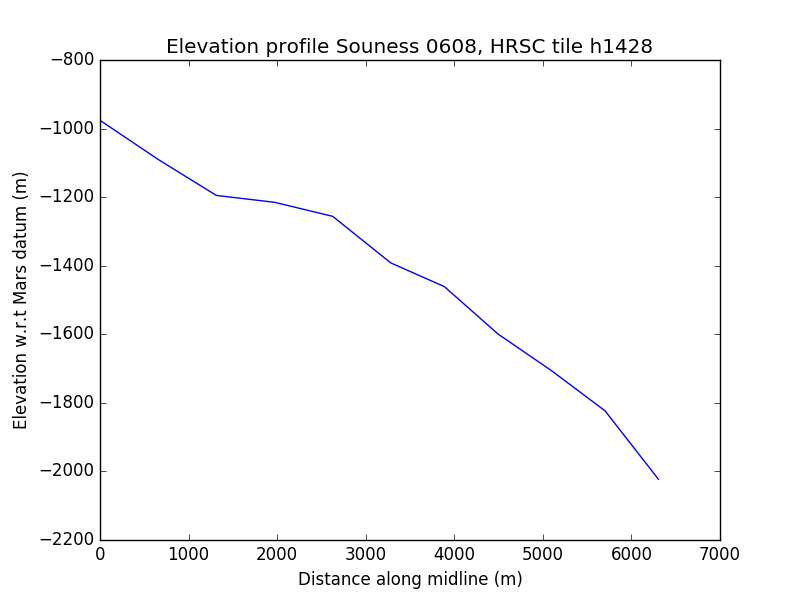 Elevation profile Souness 0608, HRSC tile h1428
−800
−1000
−1200
−1400
−1600
−1800
−2000
−2200
Elevation w.r.t Mars datum (m)
0 1000 2000 3000 4000 5000 6000 7000
Distance along midline (m)